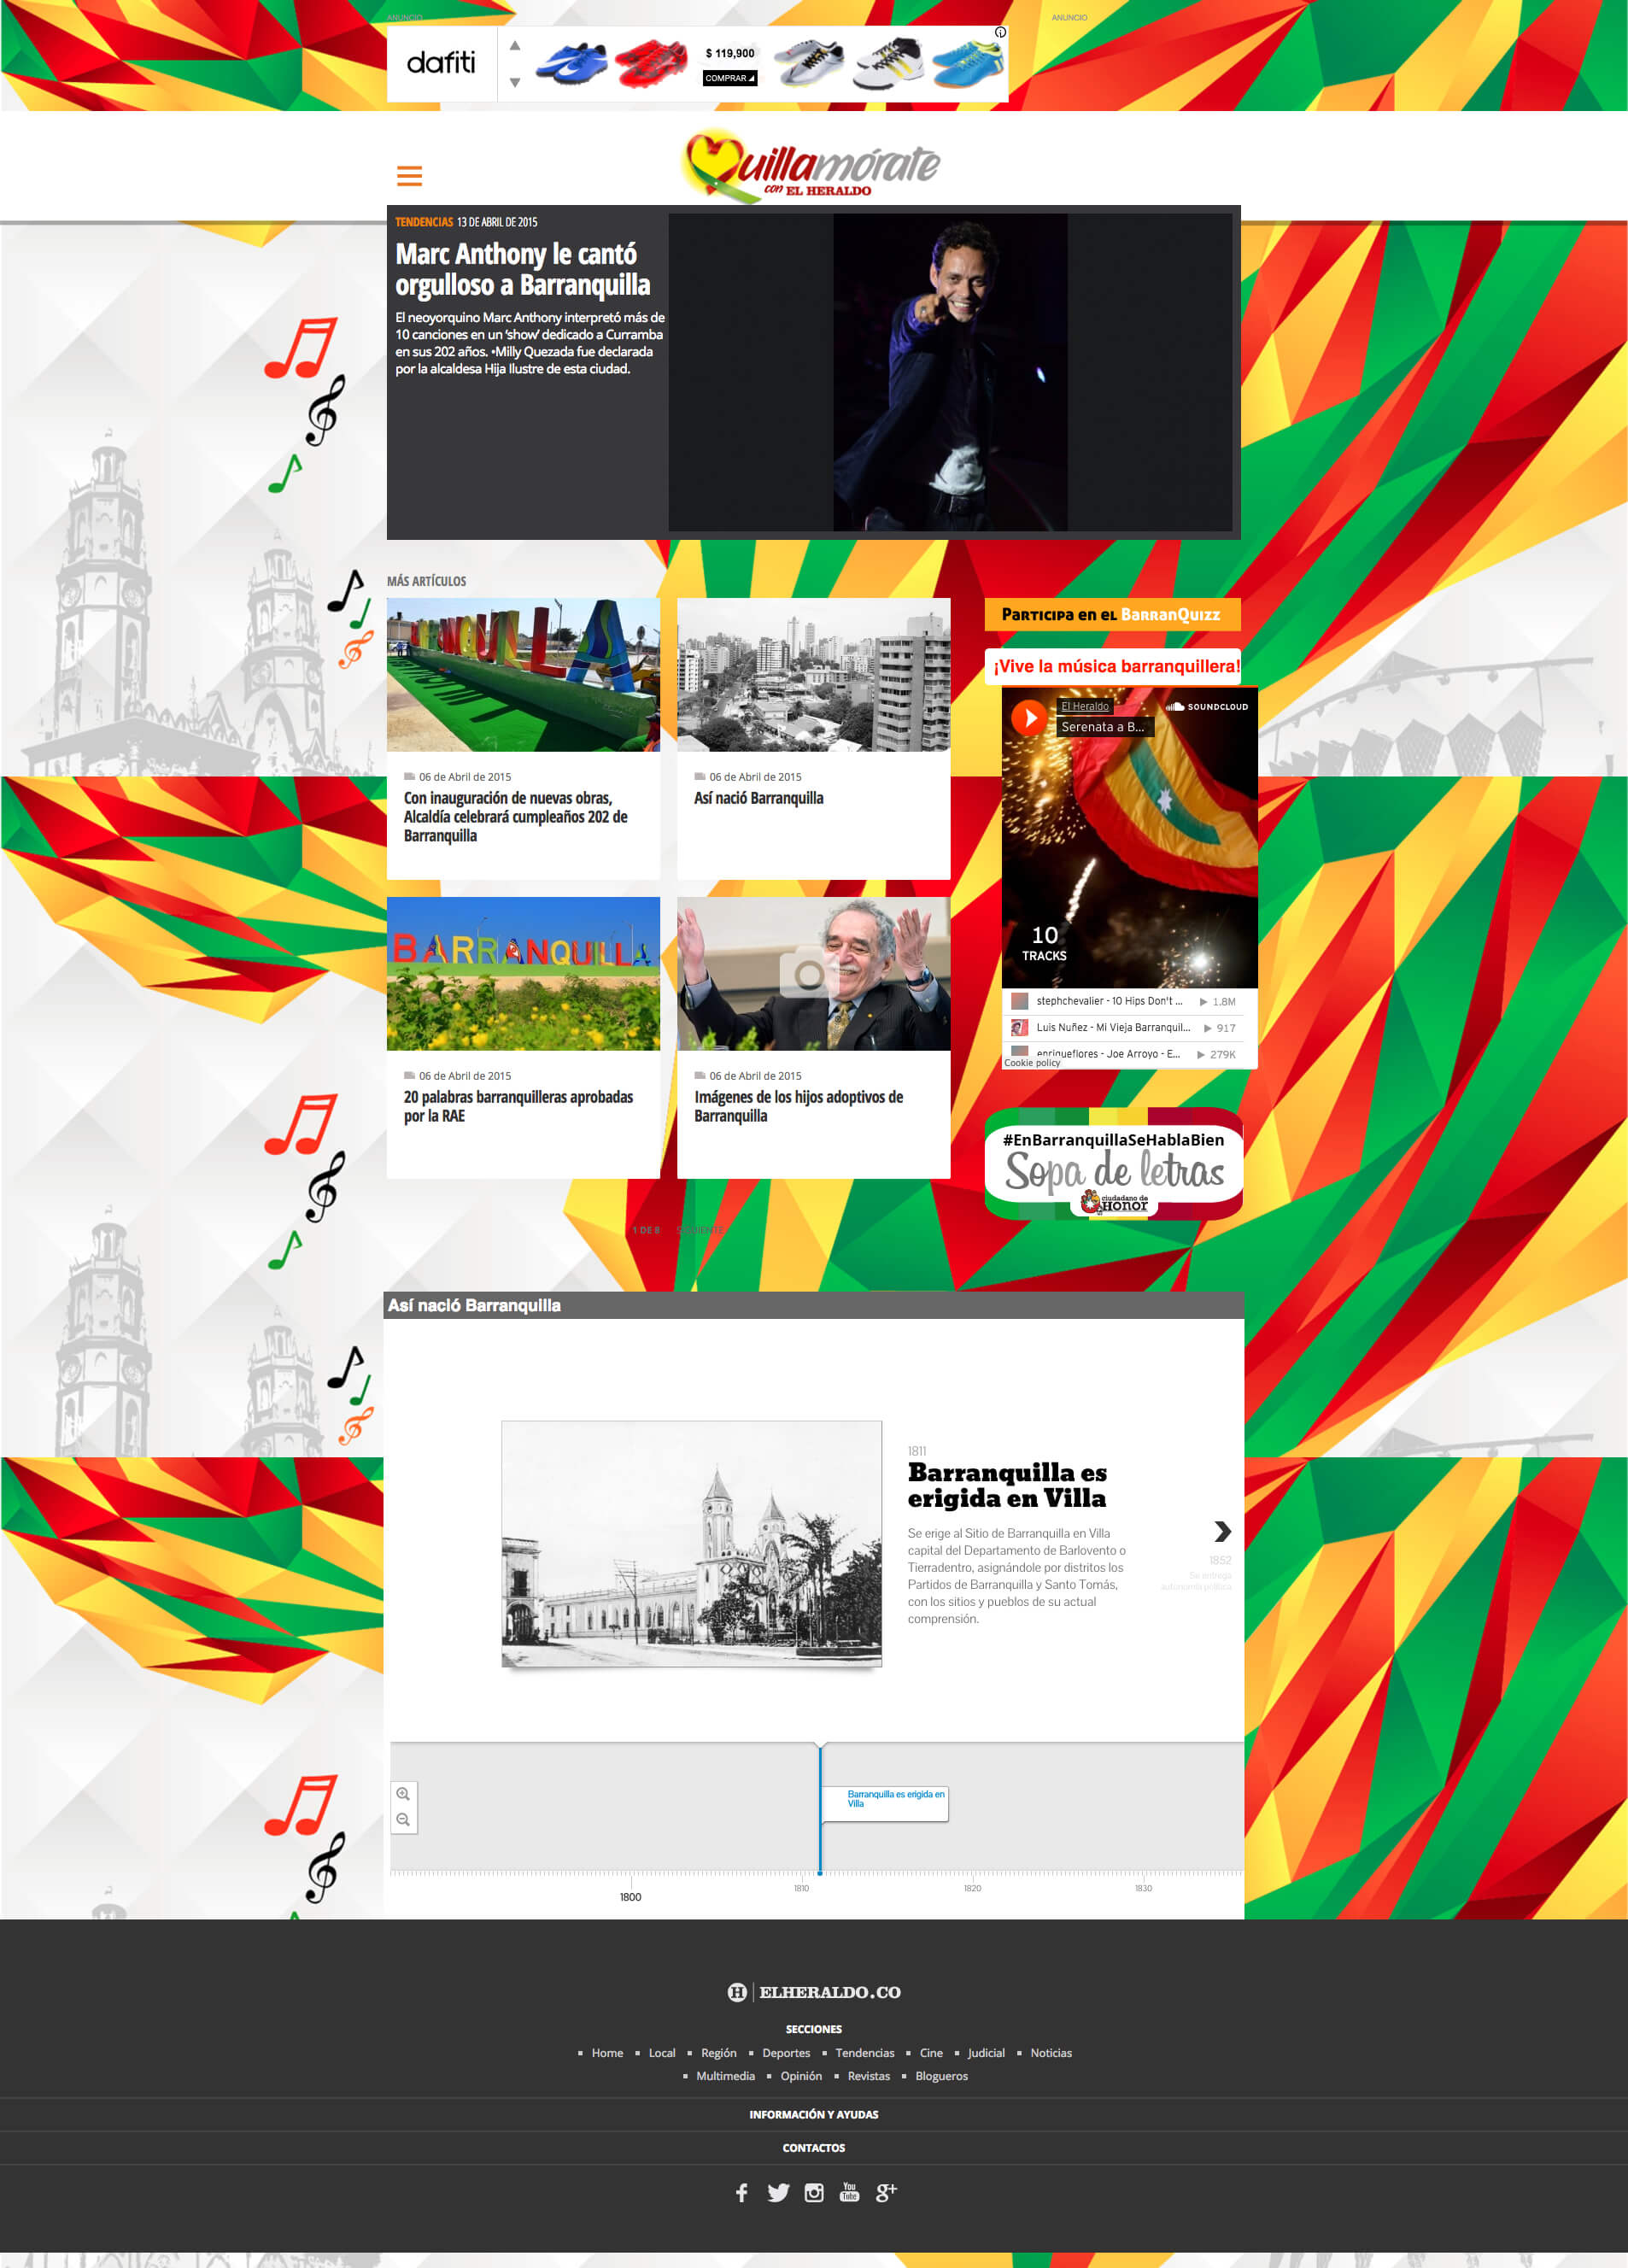 ANUNCIO
ANUNCIO
dafiti
$ 119,900
COMPRAR
Quillamórate
con EL HERALDO
TENDENCIAS 13 DE ABRIL DE 2015
Marc Anthony le cantó
orgulloso a Barranquilla
El neoyorquino Marc Anthony interpretó más de
10 canciones en un ‘show’ dedicado a Curramba
en sus 202 años. •Milly Quezada fue declarada
por la alcaldesa Hija Ilustre de esta ciudad.
MÁS ARTÍCULOS
06 de Abril de 2015
Con inauguración de nuevas obras,
Alcaldía celebrará cumpleaños 202 de
Barranquilla
06 de Abril de 2015
Así nació Barranquilla
BARRANQUILLA
06 de Abril de 2015
20 palabras barranquilleras aprobadas
por la RAE
06 de Abril de 2015
Imágenes de los hijos adoptivos de
Barranquilla
1 DE 8 SIGUIENTE
Participa en el BarranQuizz
¡Vive la música barranquillera!
El Heraldo
SOUNDCLOUD
Serenata a B...
10
TRACKS
stephchevalier - 10 Hips Don't ... 1.8M
Luis Nuñez - Mi Vieja Barranquil... 917
enriqueflores - Joe Arroyo - E... 279K
Cookie policy
#EnBarranquillaSeHablaBien
Sopa de letras
ciudadano de
HONOR
Así nació Barranquilla
1811
Barranquilla es
erigida en Villa
Se erige al Sitio de Barranquilla en Villa
capital del Departamento de Barlovento o
Tierradentro, asignándole por distritos los
Partidos de Barranquilla y Santo Tomás,
con los sitios y pueblos de su actual
comprensión.
1852
Se entrega
autonomía política
Barranquilla es erigida en
Villa
1800
1810
1820
1830
H ELHERALDO.CO
SECCIONES
Home Local Región Deportes Tendencias Cine Judicial Noticias
Multimedia Opinión Revistas Blogueros
INFORMACIÓN Y AYUDAS
CONTACTOS
You
Tube
g+